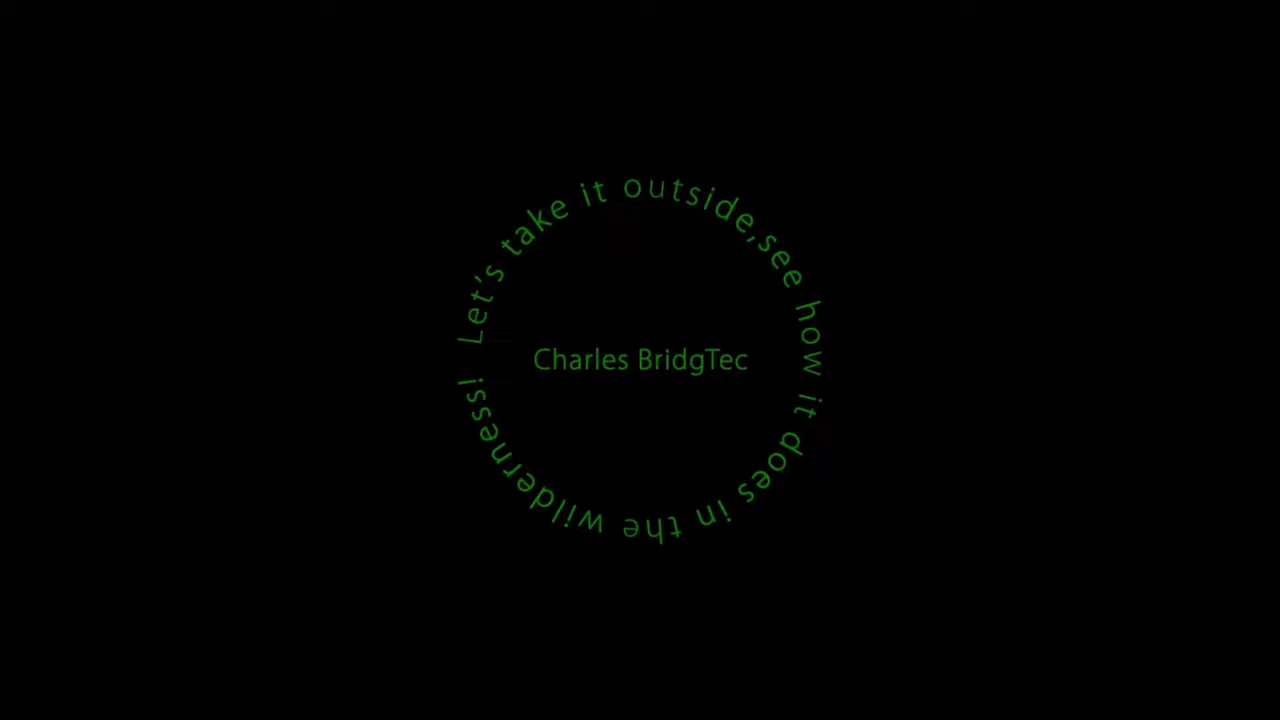 Let's take it outside,see how it does in the wilderness!
Charles BridgTec